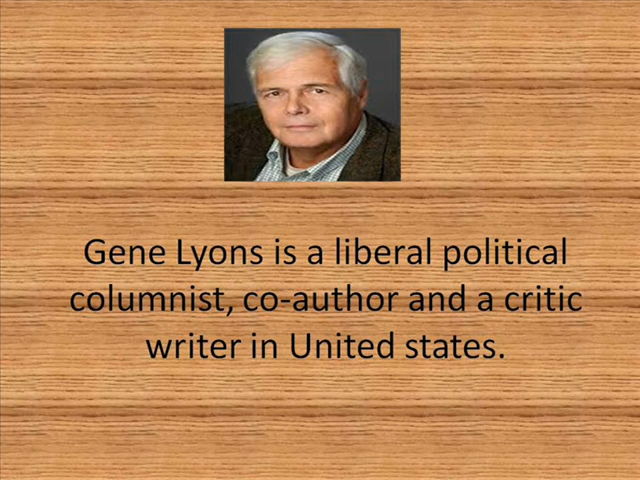 Gene Lyons is a liberal political
columnist, co-author and a critic
writer in United states.